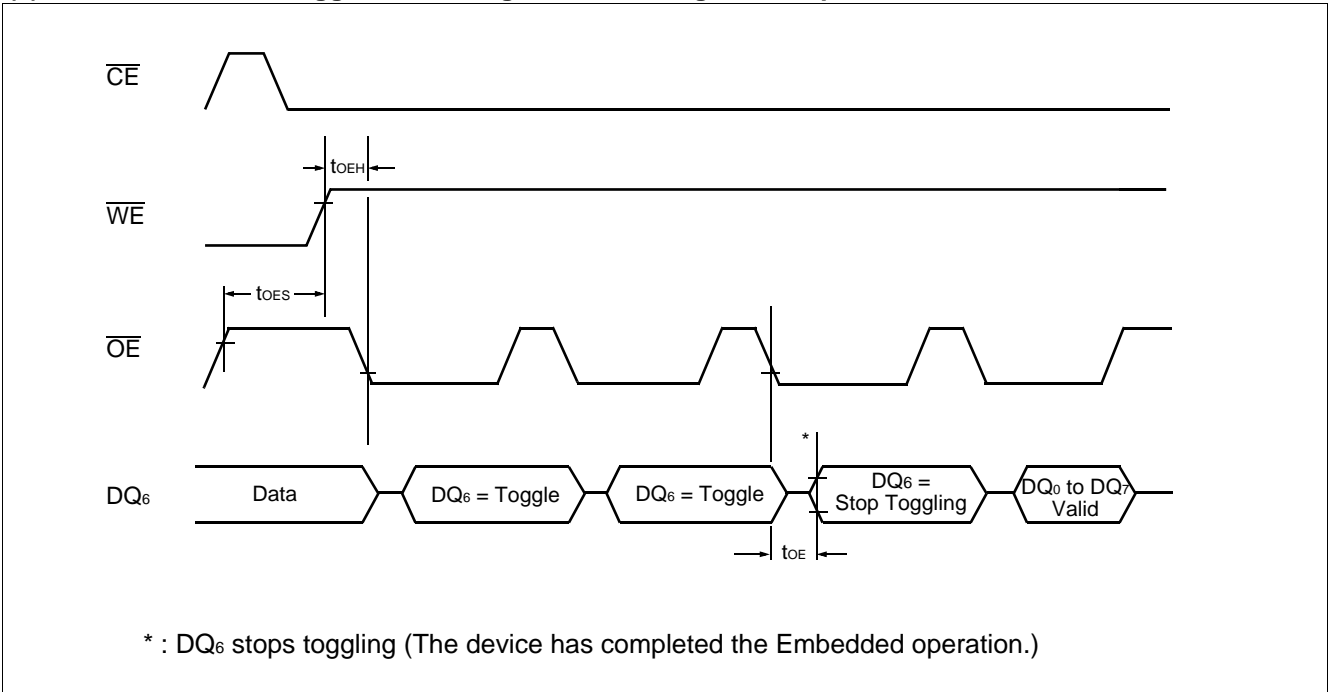 CE
tOEH
WE
tOES
OE
*
DQ6
Data
DQ6 = Toggle
DQ6 = Toggle
DQ6 =
Stop Toggling
DQ0 to DQ7
Valid
tOE
* : DQ6 stops toggling (The device has completed the Embedded operation.)